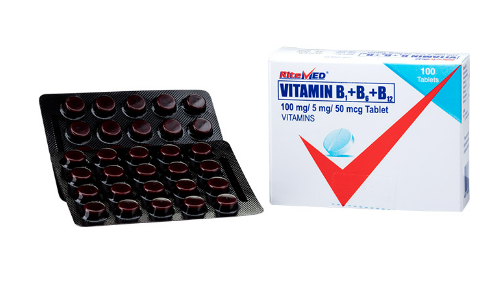 RiteMED®
100
Tablets
VITAMIN B₁+B₆+B₁₂
100 mg/ 5 mg/ 50 mcg Tablet
VITAMINS